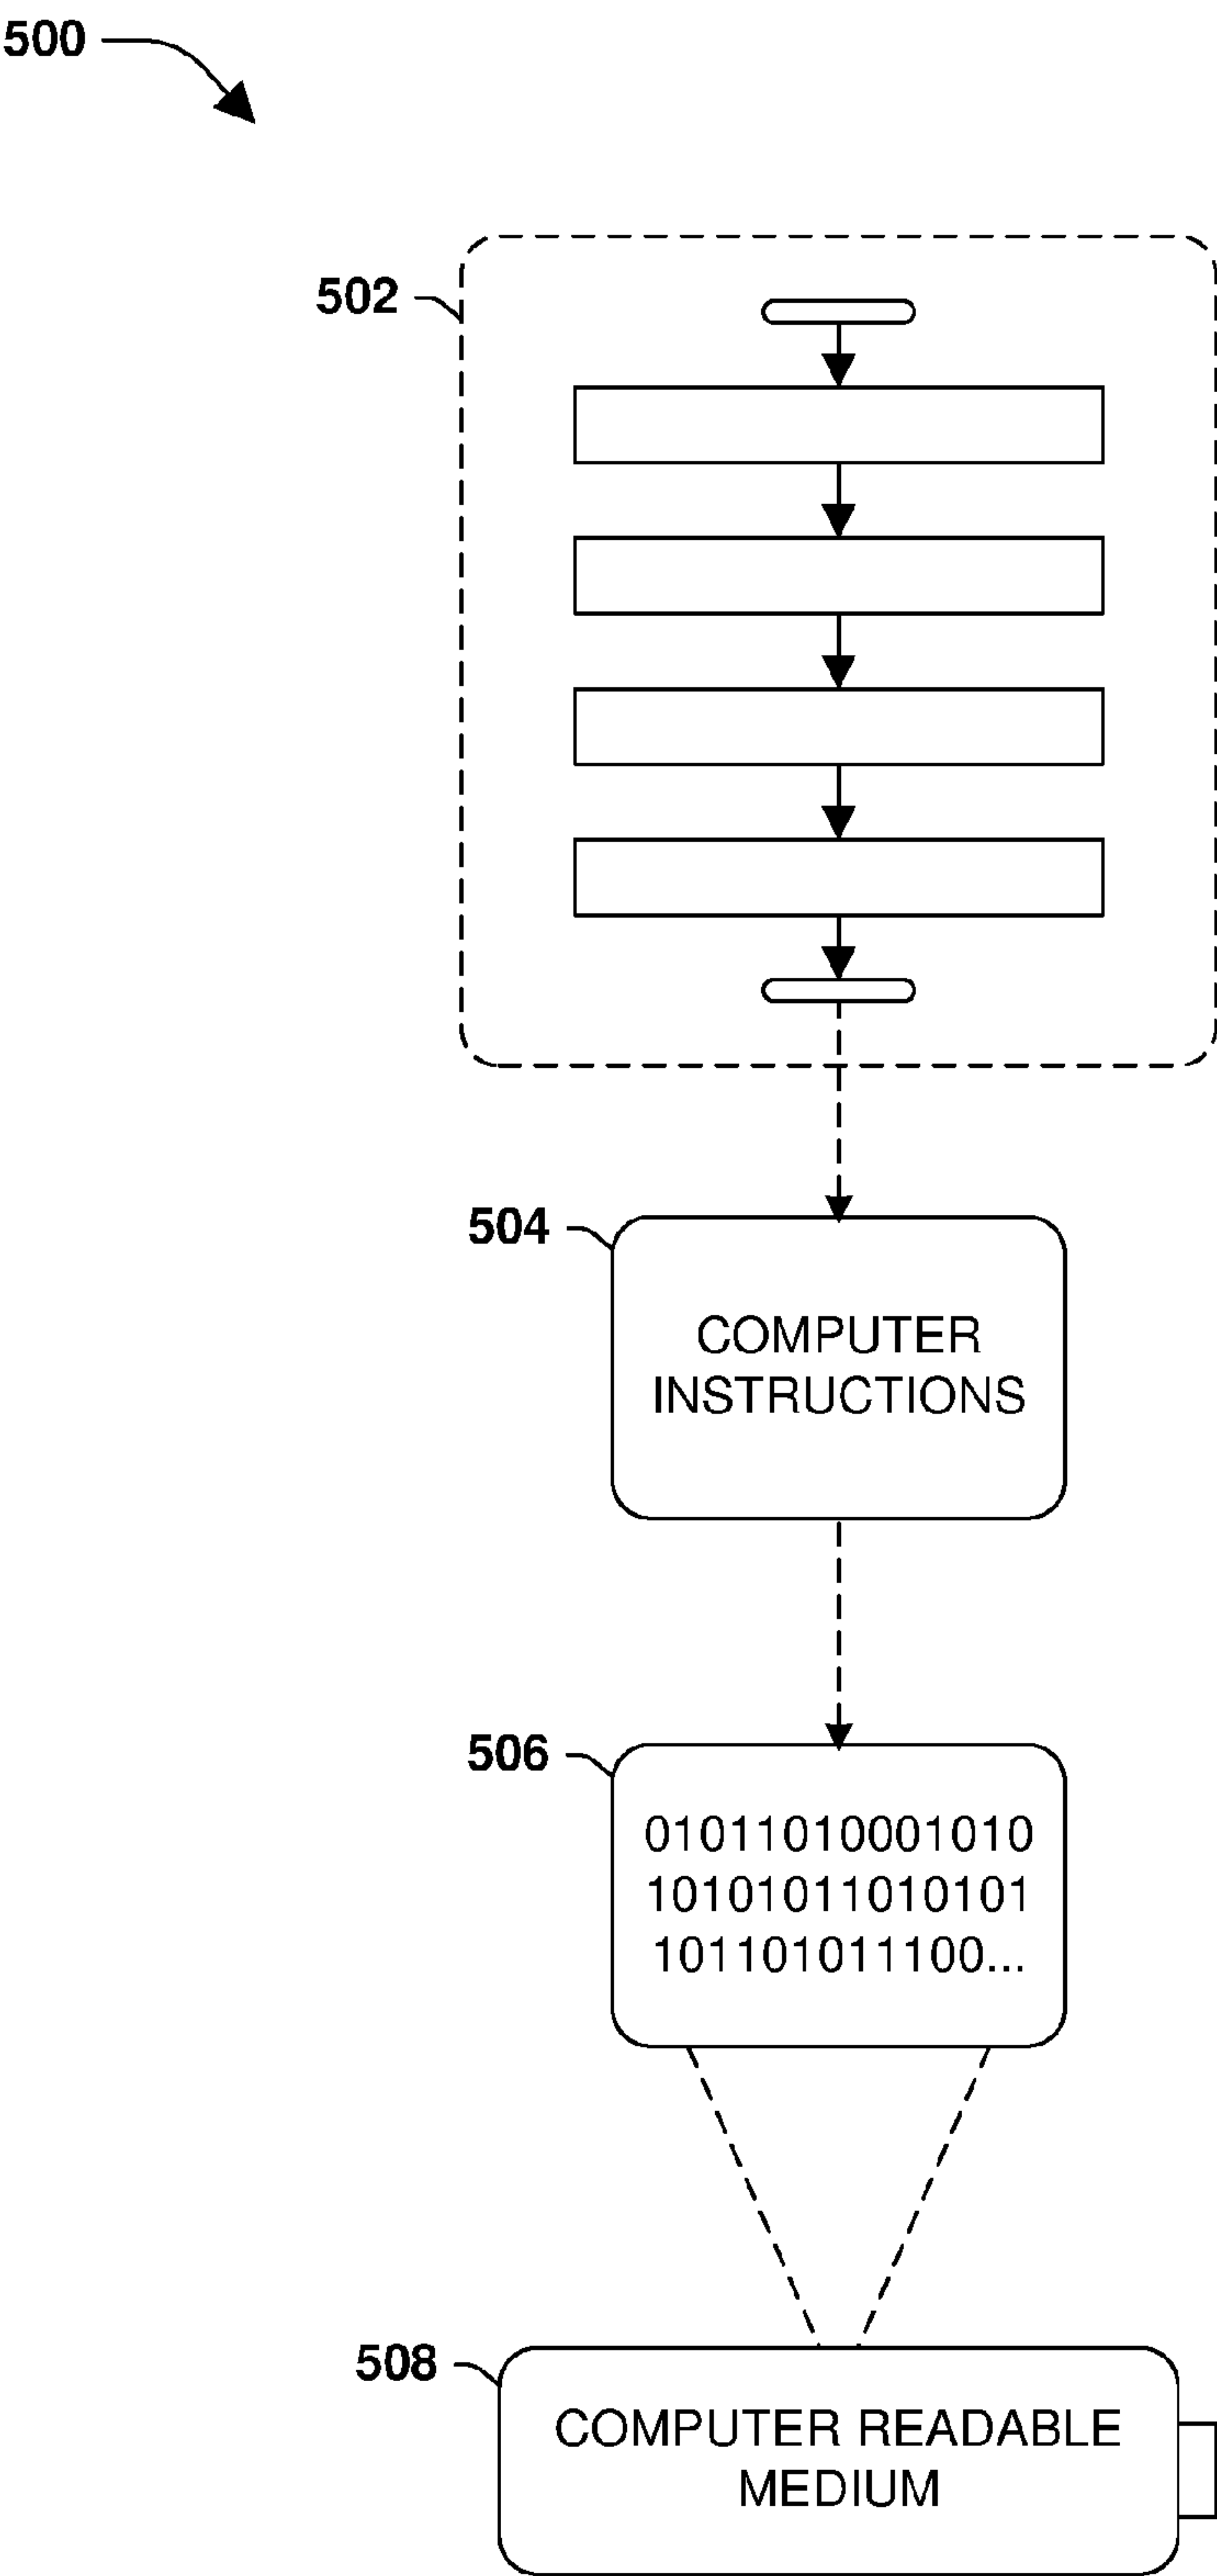 500
502
504
COMPUTER
INSTRUCTIONS
506
01011010001010
10101011010101
101101011100...
508
COMPUTER READABLE
MEDIUM